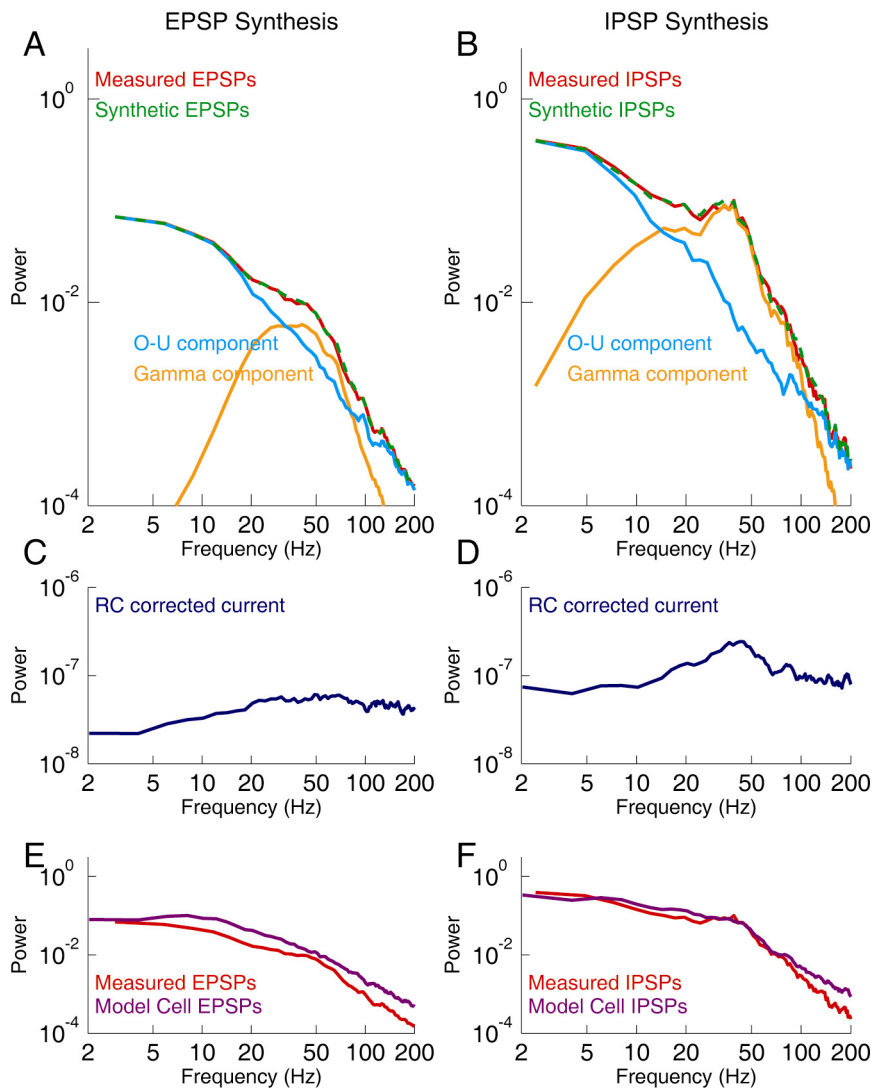 EPSP Synthesis
IPSP Synthesis
A
Measured EPSPs
Synthetic EPSPs
O-U component
Gamma component
Power
10^0
10^-2
10^-4
2 5 10 20 50 100 200
Frequency (Hz)
B
Measured IPSPs
Synthetic IPSPs
O-U component
Gamma component
Power
10^0
10^-2
10^-4
2 5 10 20 50 100 200
Frequency (Hz)
C
RC corrected current
Power
10^-6
10^-7
10^-8
2 5 10 20 50 100 200
Frequency (Hz)
D
RC corrected current
Power
10^-6
10^-7
10^-8
2 5 10 20 50 100 200
Frequency (Hz)
E
Measured EPSPs
Model Cell EPSPs
Power
10^0
10^-2
10^-4
2 5 10 20 50 100 200
Frequency (Hz)
F
Measured IPSPs
Model Cell IPSPs
Power
10^0
10^-2
10^-4
2 5 10 20 50 100 200
Frequency (Hz)